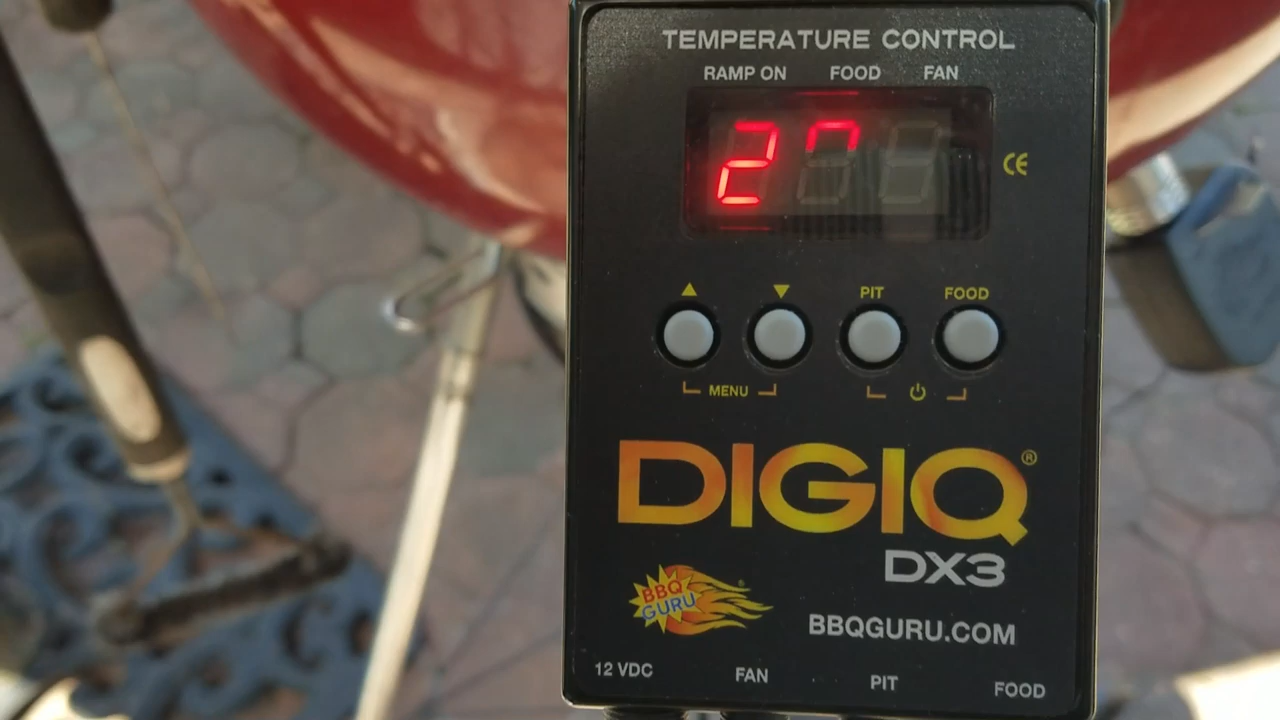 TEMPERATURE CONTROL
RAMP ON FOOD FAN
2
CE
▲ ▼ PIT FOOD
MENU
DIGIQ®
DX3
BBQ GURU®
BBQGURU.COM
12 VDC FAN PIT FOOD